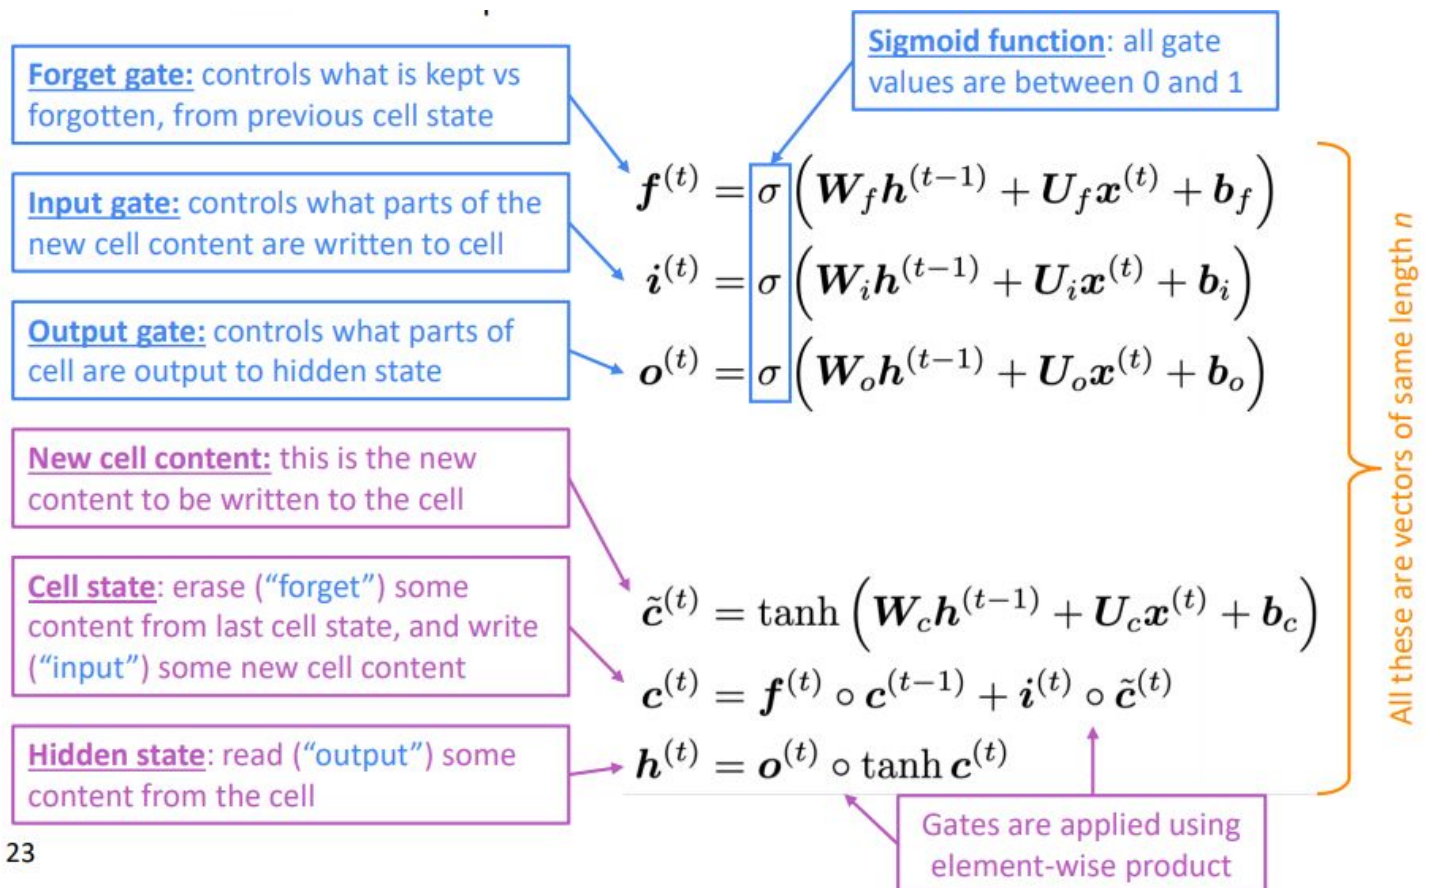 Sigmoid function: all gate
values are between 0 and 1
Forget gate: controls what is kept vs
forgotten, from previous cell state
Input gate: controls what parts of the
new cell content are written to cell
Output gate: controls what parts of
cell are output to hidden state
New cell content: this is the new
content to be written to the cell
Cell state: erase (“forget”) some
content from last cell state, and write
(“input”) some new cell content
Hidden state: read (“output”) some
content from the cell
𝒇⁽ᵗ⁾ = σ(𝑾_f 𝒉⁽ᵗ⁻¹⁾ + 𝑼_f 𝒙⁽ᵗ⁾ + 𝒃_f)
𝒊⁽ᵗ⁾ = σ(𝑾_i 𝒉⁽ᵗ⁻¹⁾ + 𝑼_i 𝒙⁽ᵗ⁾ + 𝒃_i)
𝒐⁽ᵗ⁾ = σ(𝑾_o 𝒉⁽ᵗ⁻¹⁾ + 𝑼_o 𝒙⁽ᵗ⁾ + 𝒃_o)
𝒄̃⁽ᵗ⁾ = tanh(𝑾_c 𝒉⁽ᵗ⁻¹⁾ + 𝑼_c 𝒙⁽ᵗ⁾ + 𝒃_c)
𝒄⁽ᵗ⁾ = 𝒇⁽ᵗ⁾ ∘ 𝒄⁽ᵗ⁻¹⁾ + 𝒊⁽ᵗ⁾ ∘ 𝒄̃⁽ᵗ⁾
𝒉⁽ᵗ⁾ = 𝒐⁽ᵗ⁾ ∘ tanh 𝒄⁽ᵗ⁾
Gates are applied using
element-wise product
All these are vectors of same length n
23